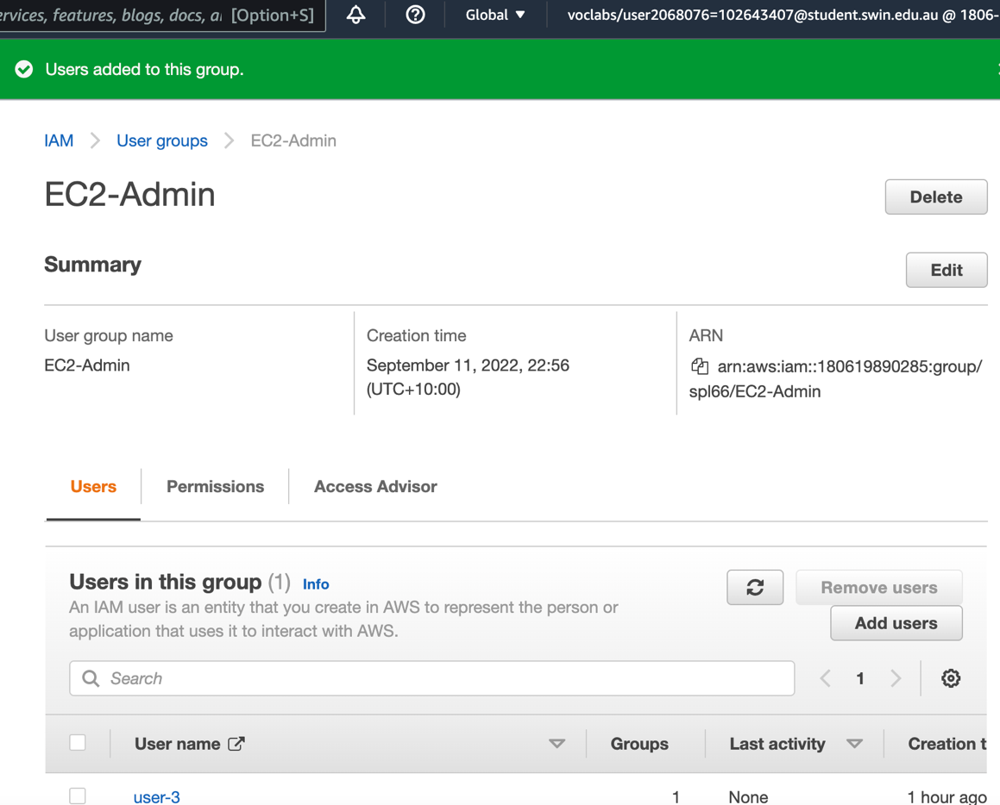 services, features, blogs, docs, a [Option+S] Global ▼ voclabs/user2068076=102643407@student.swin.edu.au @ 1806-
Users added to this group.
IAM > User groups > EC2-Admin
EC2-Admin
Delete
Summary
Edit
User group name
EC2-Admin
Creation time
September 11, 2022, 22:56
(UTC+10:00)
ARN
arn:aws:iam::180619890285:group/
spl66/EC2-Admin
Users Permissions Access Advisor
Users in this group (1) Info
An IAM user is an entity that you create in AWS to represent the person or
application that uses it to interact with AWS.
Remove users
Add users
Search
1
User name Groups Last activity Creation t
user-3 1 None 1 hour ago